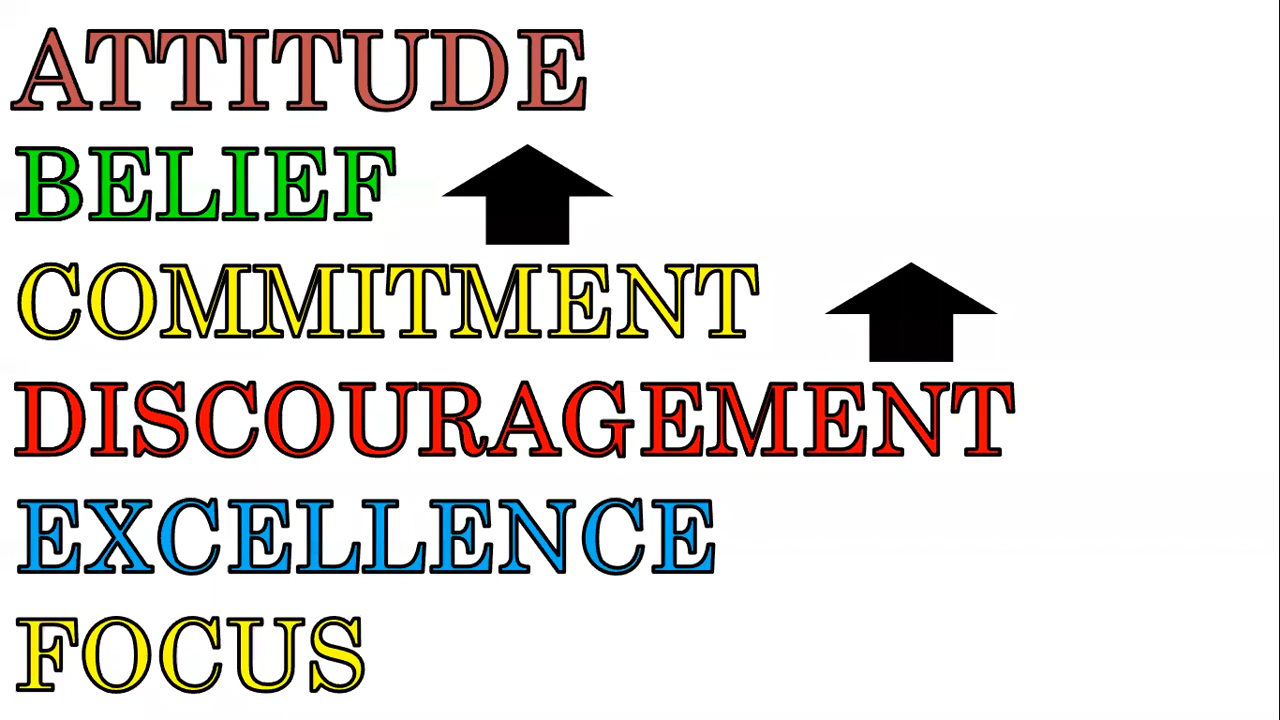 ATTITUDE
BELIEF
COMMITMENT
DISCOURAGEMENT
EXCELLENCE
FOCUS